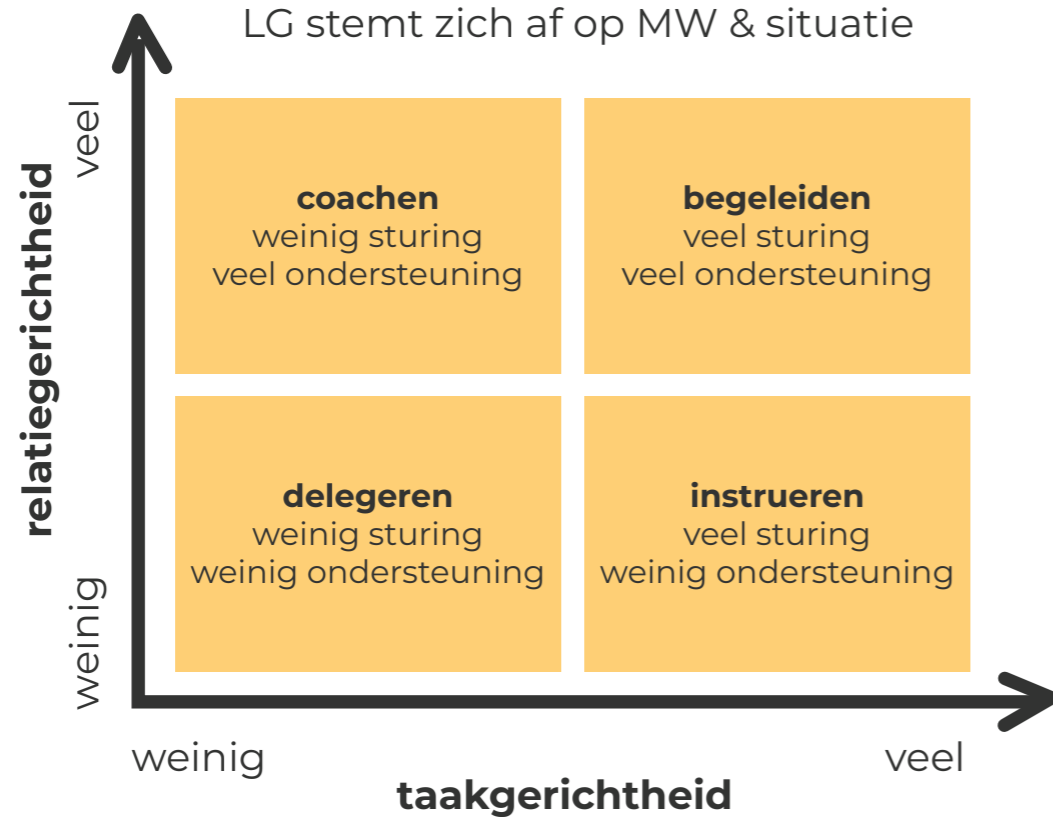 LG stemt zich af op MW & situatie
relatiegerichtheid
veel
weinig
coachen
weinig sturing
veel ondersteuning
begeleiden
veel sturing
veel ondersteuning
delegeren
weinig sturing
weinig ondersteuning
instrueren
veel sturing
weinig ondersteuning
weinig
veel
taakgerichtheid